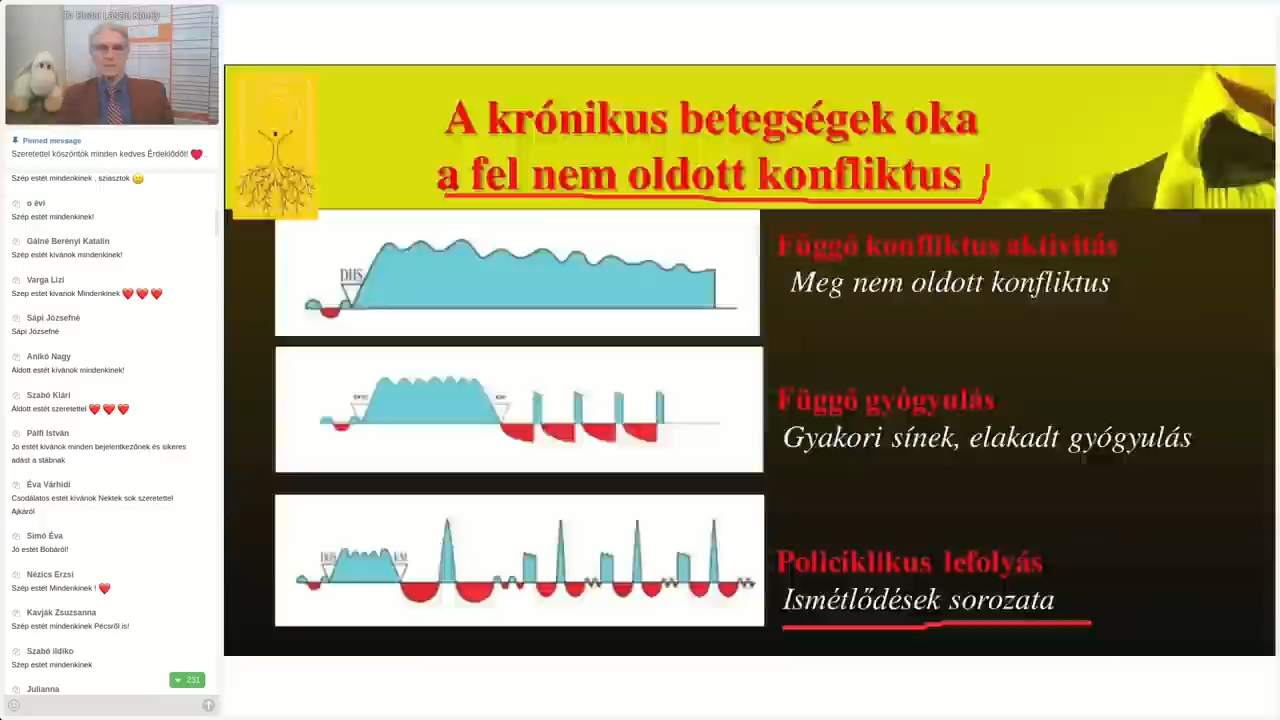 Pinned message
Szeretettel köszöntök minden kedves Érdeklődőt!
Szép estét mindenkinek , sziasztok
o évi
Szép estét mindenkinek!
Gálné Berényi Katalin
Szép estét kívánok mindenkinek!
Varga Lizi
Szep estet kivanok Mindenkinek
Sápi Józsefné
Sápi Józsefné
Anikó Nagy
Áldott estét kívánok mindenkinek!
Szabó Klári
Áldott estét szeretettel
Pálfi István
Jo estét kívánok minden bejelentkezőnek és sikeres
adást a stábnak
Éva Várhidi
Csodálatos estét kívánok Nektek sok szeretettel
Ajkáról
Simó Éva
Jó estét Bobáról!
Nézics Erzsi
Szép estét Mindenkinek !
Kavják Zsuzsanna
Szép estét mindenkinek Pécsről is!
Szabó ildiko
Szép estet mindenkinek
231
Julianna
A krónikus betegségek oka
a fel nem oldott konfliktus
DHS
Függő konfliktus aktivitás
Meg nem oldott konfliktus
Függő gyógyulás
Gyakori sínek, elakadt gyógyulás
Policiklikus lefolyás
Ismétlődések sorozata